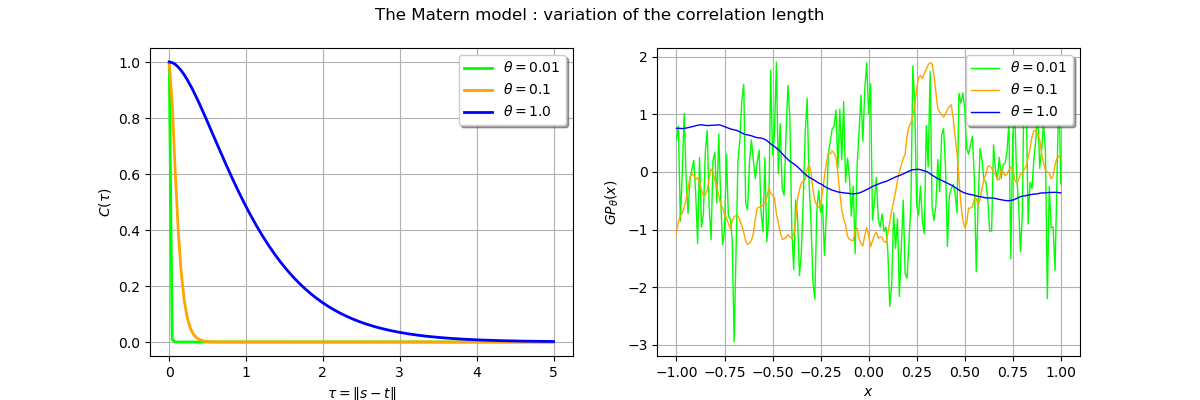 The Matern model : variation of the correlation length
C(τ)
1.0
0.8
0.6
0.4
0.2
0.0
θ = 0.01
θ = 0.1
θ = 1.0
0 1 2 3 4 5
τ = ‖s − t‖
GP_θ(x)
2
1
0
−1
−2
−3
θ = 0.01
θ = 0.1
θ = 1.0
−1.00 −0.75 −0.50 −0.25 0.00 0.25 0.50 0.75 1.00
x